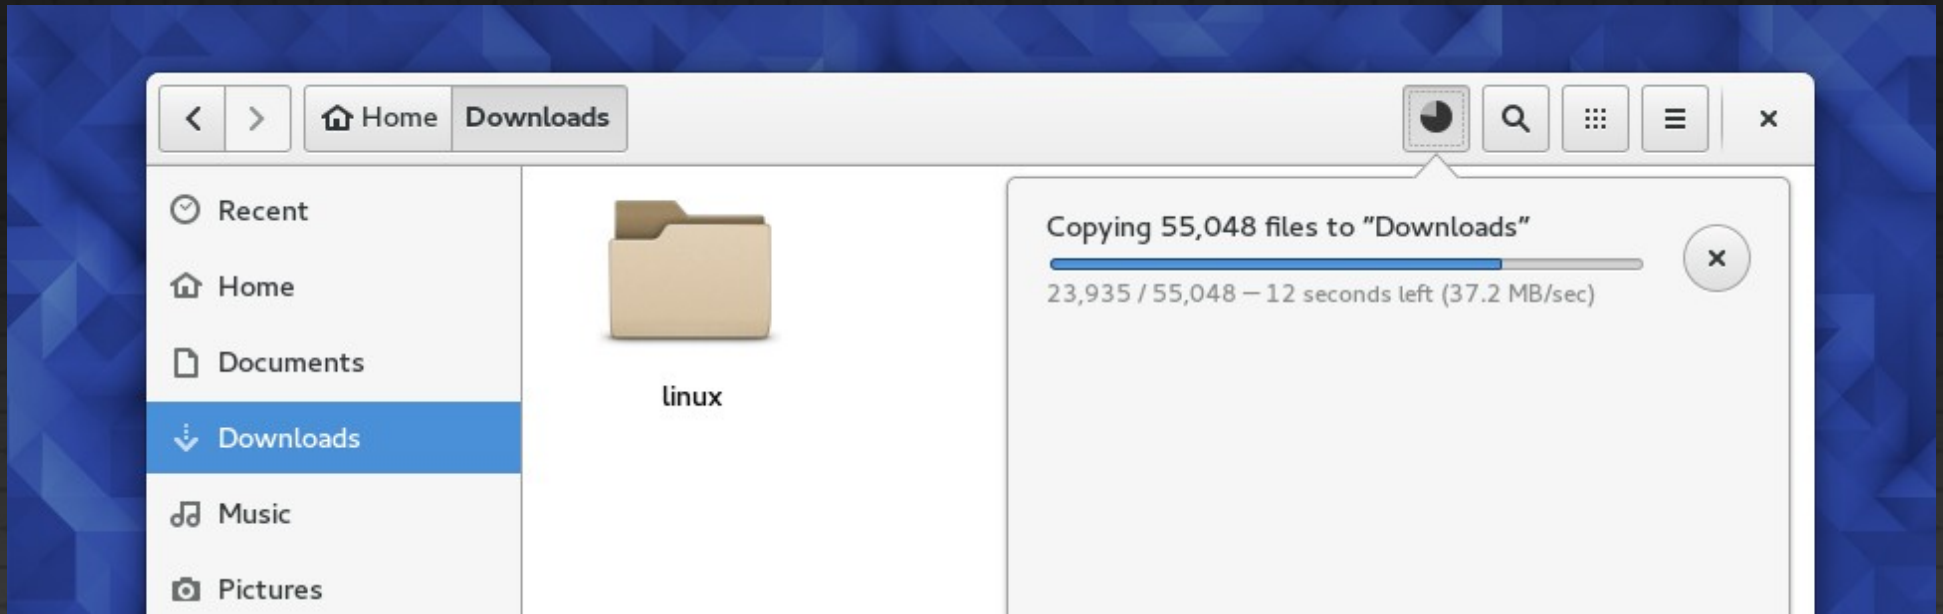 Home Downloads
Recent
Home
Documents
Downloads
Music
Pictures
linux
Copying 55,048 files to “Downloads”
23,935 / 55,048 — 12 seconds left (37.2 MB/sec)